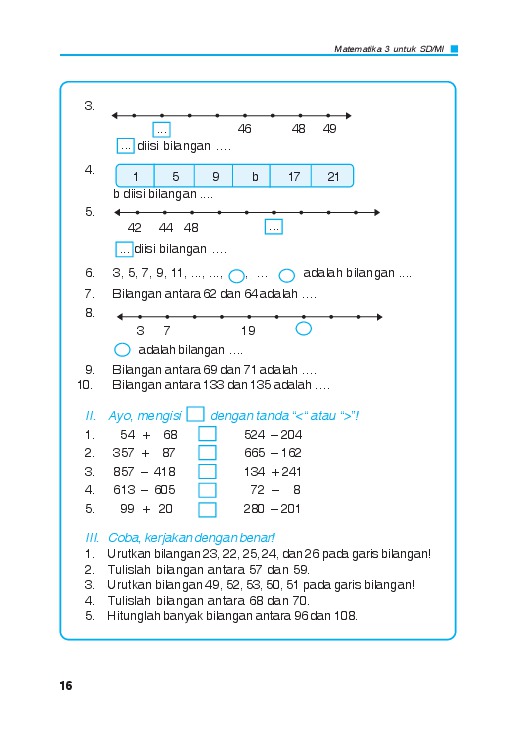 Matematika 3 untuk SD/MI
3.
...
46 48 49
... diisi bilangan ....
4. 1 5 9 b 17 21
b diisi bilangan ....
5.
42 44 48 ...
... diisi bilangan ....
6. 3, 5, 7, 9, 11, ..., ..., , ... adalah bilangan ....
7. Bilangan antara 62 dan 64 adalah ....
8.
3 7 19
adalah bilangan ....
9. Bilangan antara 69 dan 71 adalah ....
10. Bilangan antara 133 dan 135 adalah ....
II. Ayo, mengisi dengan tanda “<“ atau “>”!
1. 54 + 68 524 – 204
2. 357 + 87 665 – 162
3. 857 – 418 134 + 241
4. 613 – 605 72 – 8
5. 99 + 20 280 – 201
III. Coba, kerjakan dengan benar!
1. Urutkan bilangan 23, 22, 25, 24, dan 26 pada garis bilangan!
2. Tulislah bilangan antara 57 dan 59.
3. Urutkan bilangan 49, 52, 53, 50, 51 pada garis bilangan!
4. Tulislah bilangan antara 68 dan 70.
5. Hitunglah banyak bilangan antara 96 dan 108.
16